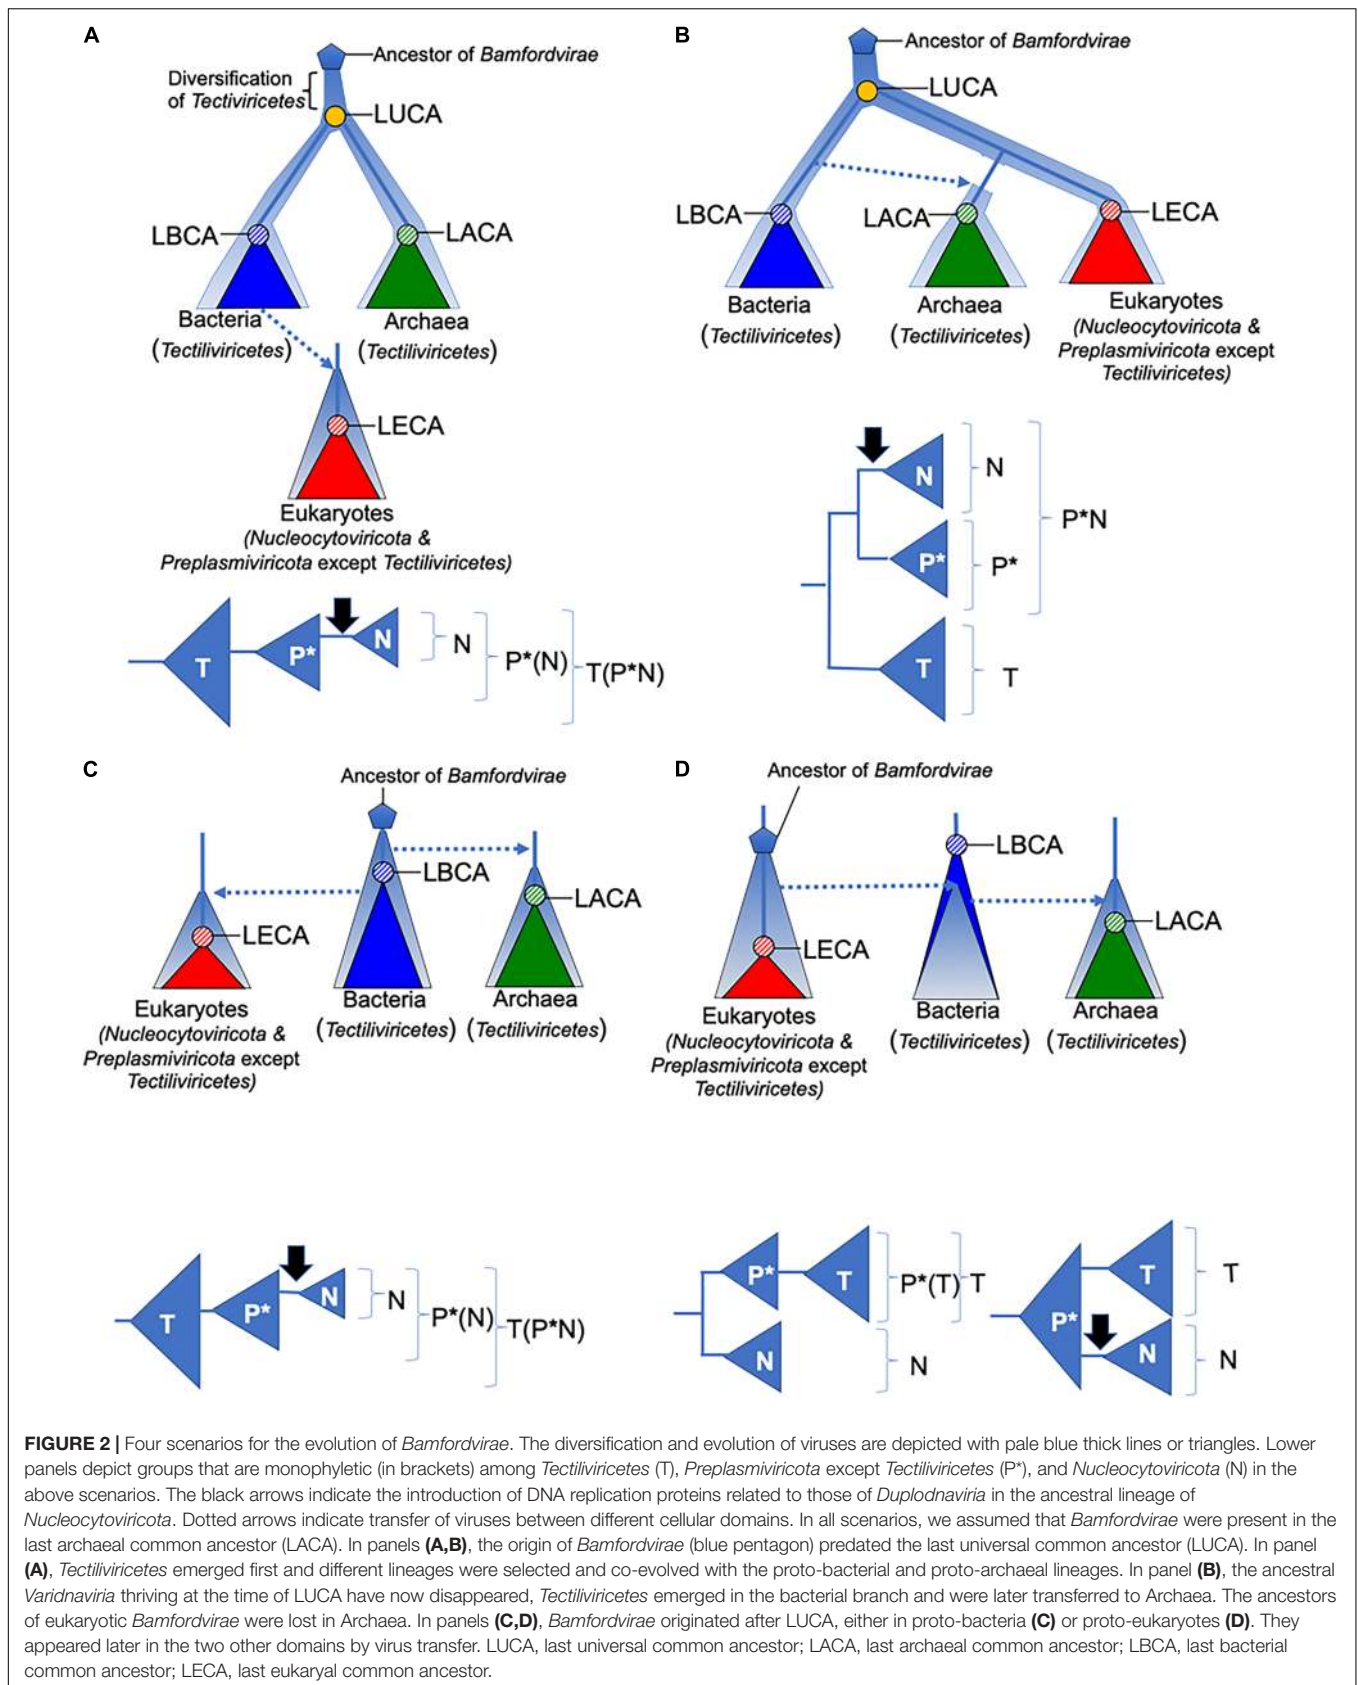 A
Ancestor of Bamfordvirae
Diversification
of Tectiviricetes
LUCA
LBCA
LACA
Bacteria
(Tectiliviricetes)
Archaea
(Tectiliviricetes)
LECA
Eukaryotes
(Nucleocytoviricota &
Preplasmiviricota except Tectiliviricetes)
T
P*
N
N
P*(N)
T(P*N)
B
Ancestor of Bamfordvirae
LUCA
LBCA
LACA
LECA
Bacteria
(Tectiliviricetes)
Archaea
(Tectiliviricetes)
Eukaryotes
(Nucleocytoviricota &
Preplasmiviricota except
Tectiliviricetes)
N
N
P*
P*
P*N
T
T
C
Ancestor of Bamfordvirae
LBCA
LACA
LECA
Eukaryotes
(Nucleocytoviricota &
Preplasmiviricota except
Tectiliviricetes)
Bacteria
(Tectiliviricetes)
Archaea
(Tectiliviricetes)
T
P*
N
N
P*(N)
T(P*N)
D
Ancestor of Bamfordvirae
LBCA
LACA
LECA
Eukaryotes
(Nucleocytoviricota &
Preplasmiviricota except
Tectiliviricetes)
Bacteria
(Tectiliviricetes)
Archaea
(Tectiliviricetes)
P*
T
P*(T)
T
N
N
P*
T
T
N
N
FIGURE 2 | Four scenarios for the evolution of Bamfordvirae. The diversification and evolution of viruses are depicted with pale blue thick lines or triangles. Lower
panels depict groups that are monophyletic (in brackets) among Tectiliviricetes (T), Preplasmiviricota except Tectiliviricetes (P*), and Nucleocytoviricota (N) in the
above scenarios. The black arrows indicate the introduction of DNA replication proteins related to those of Duplodnaviria in the ancestral lineage of
Nucleocytoviricota. Dotted arrows indicate transfer of viruses between different cellular domains. In all scenarios, we assumed that Bamfordvirae were present in the
last archaeal common ancestor (LACA). In panels (A,B), the origin of Bamfordvirae (blue pentagon) predated the last universal common ancestor (LUCA). In panel
(A), Tectiliviricetes emerged first and different lineages were selected and co-evolved with the proto-bacterial and proto-archaeal lineages. In panel (B), the ancestral
Varidnaviria thriving at the time of LUCA have now disappeared, Tectiliviricetes emerged in the bacterial branch and were later transferred to Archaea. The ancestors
of eukaryotic Bamfordvirae were lost in Archaea. In panels (C,D), Bamfordvirae originated after LUCA, either in proto-bacteria (C) or proto-eukaryotes (D). They
appeared later in the two other domains by virus transfer. LUCA, last universal common ancestor; LACA, last archaeal common ancestor; LBCA, last bacterial
common ancestor; LECA, last eukaryal common ancestor.